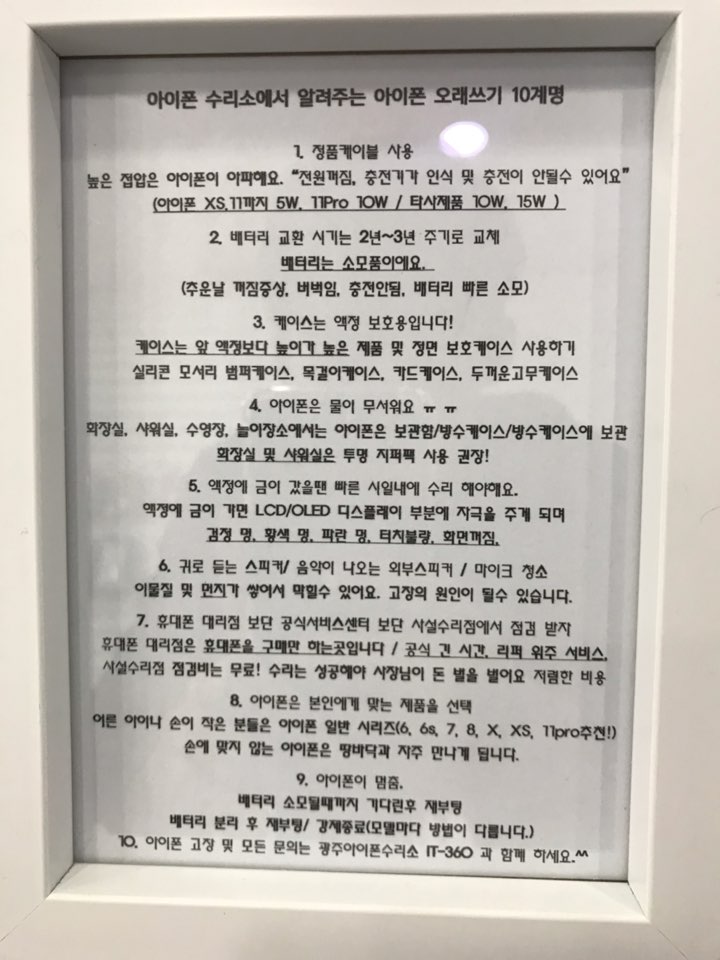 아이폰 수리소에서 알려주는 아이폰 오래쓰기 10계명
1. 정품케이블 사용
높은 접압은 아이폰이 아파해요. "전원꺼짐, 충전기가 인식 및 충전이 안될수 있어요"
(아이폰 XS,11까지 5W, 11Pro 10W / 타사제품 10W, 15W )
2. 배터리 교환 시기는 2년~3년 주기로 교체
배터리는 소모품이에요.
(추운날 꺼짐증상, 버벅임, 충전안됨, 배터리 빠른 소모)
3. 케이스는 액정 보호용입니다!
케이스는 앞 액정보다 높이가 높은 제품 및 정면 보호케이스 사용하기
실리콘 모서리 범퍼케이스, 목걸이케이스, 카드케이스, 두꺼운고무케이스
4. 아이폰은 물이 무서워요 ㅠ ㅠ
화장실, 샤워실, 수영장, 놀이장소에서는 아이폰은 보관함/방수케이스/방수케이스에 보관
화장실 및 샤워실은 투명 지퍼팩 사용 권장!
5. 액정에 금이 갔을땐 빠른 시일내에 수리 해야해요.
액정에 금이 가면 LCD/OLED 디스플레이 부분에 자극을 주게 되며
검정 멍, 황색 멍, 파란 멍, 터치불량, 화면꺼짐,
6. 귀로 듣는 스피커/ 음악이 나오는 외부스피커 / 마이크 청소
이물질 및 먼지가 쌓여서 막힐수 있어요. 고장의 원인이 될수 있습니다.
7. 휴대폰 대리점 보단 공식서비스센터 보단 사설수리점에서 점검 받자
휴대폰 대리점은 휴대폰을 구매만 하는곳입니다 / 공식 긴 시간, 리퍼 위주 서비스,
사설수리점 점검비는 무료! 수리는 성공해야 사장님이 돈 벌을 벌어요 저렴한 비용
8. 아이폰은 본인에게 맞는 제품을 선택
어른 아이나 손이 작은 분들은 아이폰 일반 시리즈(6, 6s, 7, 8, X, XS, 11pro추천!)
손에 맞지 않는 아이폰은 땅바닥과 자주 만나게 됩니다.
9. 아이폰이 멈춤.
배터리 소모될때까지 기다린후 재부팅
배터리 분리 후 재부팅/ 강제종료(모델마다 방법이 다릅니다.)
10. 아이폰 고장 및 모든 문의는 광주아이폰수리소 IT-360 과 함께 하세요.^^